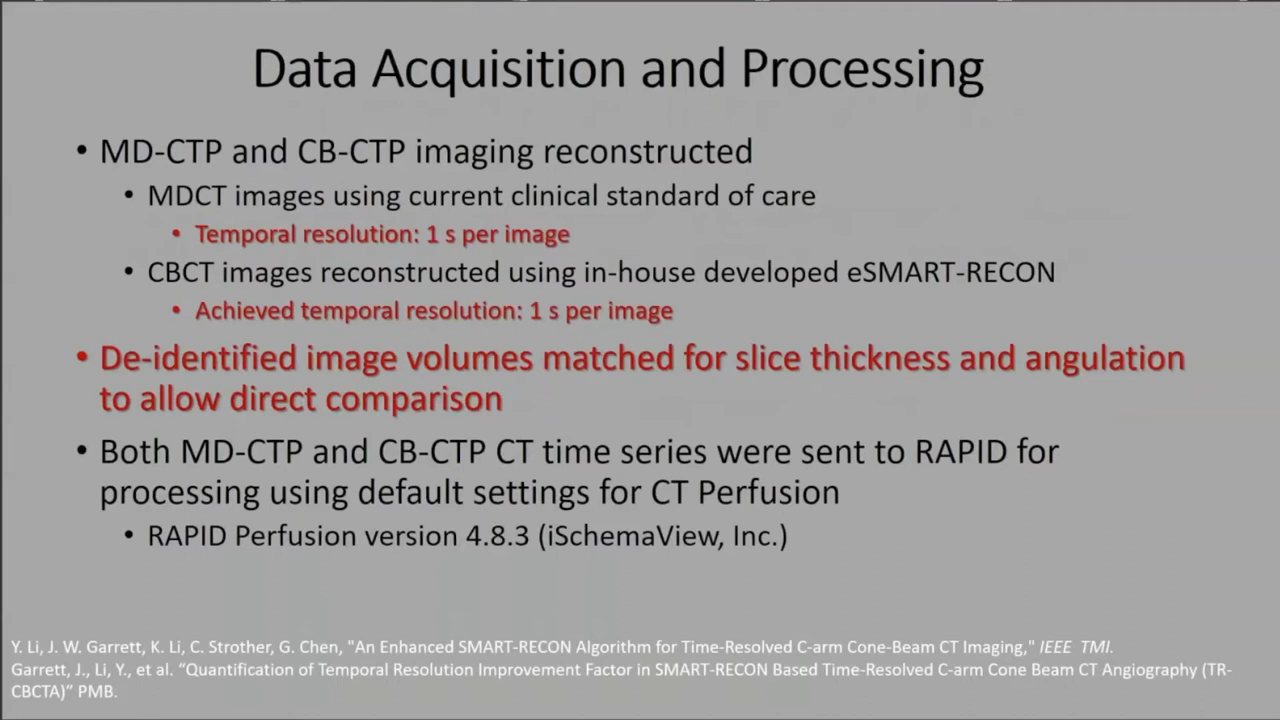 Data Acquisition and Processing
• MD-CTP and CB-CTP imaging reconstructed
• MDCT images using current clinical standard of care
• Temporal resolution: 1 s per image
• CBCT images reconstructed using in-house developed eSMART-RECON
• Achieved temporal resolution: 1 s per image
• De-identified image volumes matched for slice thickness and angulation
to allow direct comparison
• Both MD-CTP and CB-CTP CT time series were sent to RAPID for
processing using default settings for CT Perfusion
• RAPID Perfusion version 4.8.3 (iSchemaView, Inc.)
Y. Li, J. W. Garrett, K. Li, C. Strother, G. Chen, "An Enhanced SMART-RECON Algorithm for Time-Resolved C-arm Cone-Beam CT Imaging," IEEE TMI.
Garrett, J., Li, Y., et al. “Quantification of Temporal Resolution Improvement Factor in SMART-RECON Based Time-Resolved C-arm Cone Beam CT Angiography (TR-
CBCTA)” PMB.